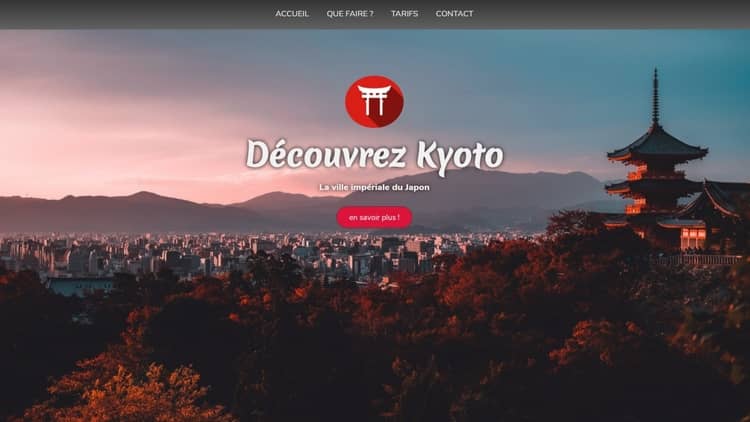 ACCUEIL QUE FAIRE ? TARIFS CONTACT
Découvrez Kyoto
La ville impériale du Japon
en savoir plus !